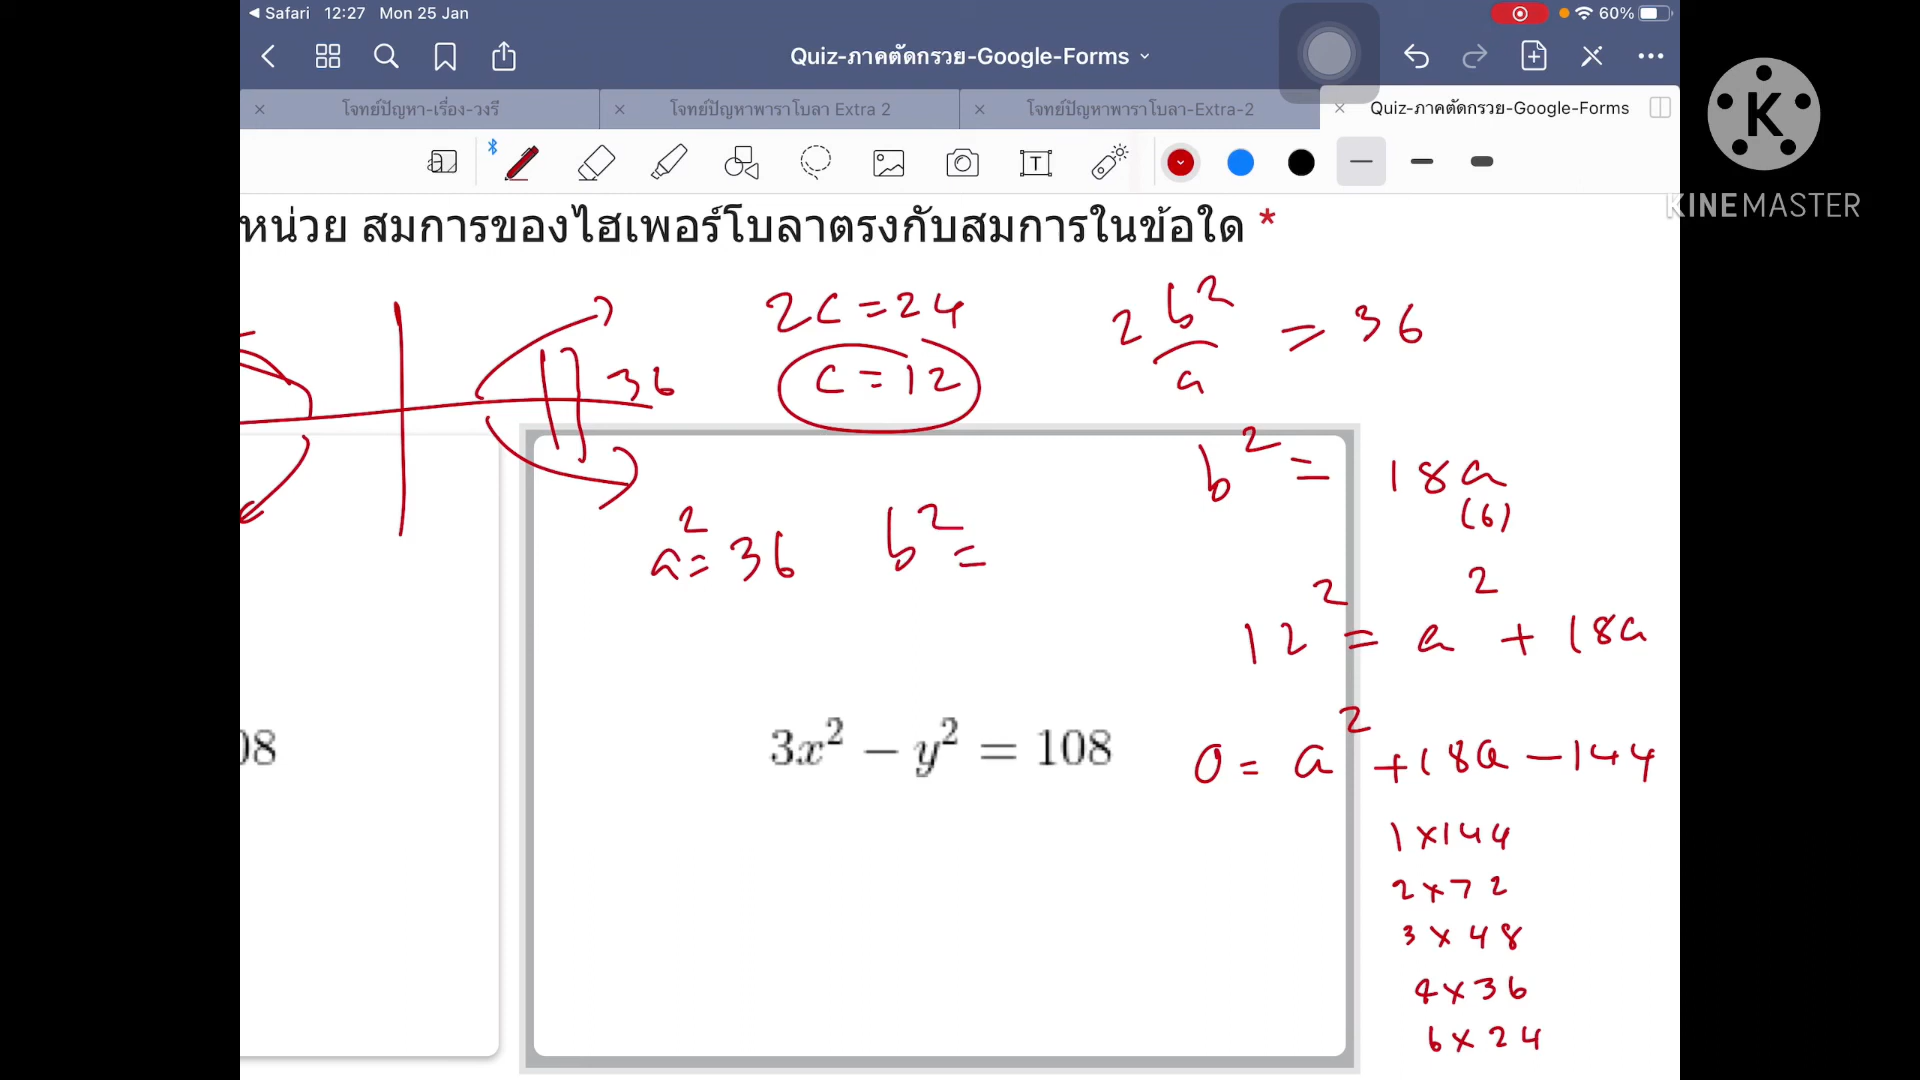 Safari 12:27 Mon 25 Jan
60%
Quiz-ภาคตัดกรวย-Google-Forms
โจทย์ปัญหา-เรื่อง-วงรี
โจทย์ปัญหาพาราโบลา Extra 2
โจทย์ปัญหาพาราโบลา-Extra-2
Quiz-ภาคตัดกรวย-Google-Forms
K
KINEMASTER
หน่วย สมการของไฮเพอร์โบลาตรงกับสมการในข้อใด *
2c = 24
2 b²/a = 36
36
c = 12
b² = 18a
(6)
a² = 36
b² =
12² = a² + 18a
3x² − y² = 108
08
0 = a² + 18a − 144
1 × 144
2 × 72
3 × 48
4 × 36
6 × 24